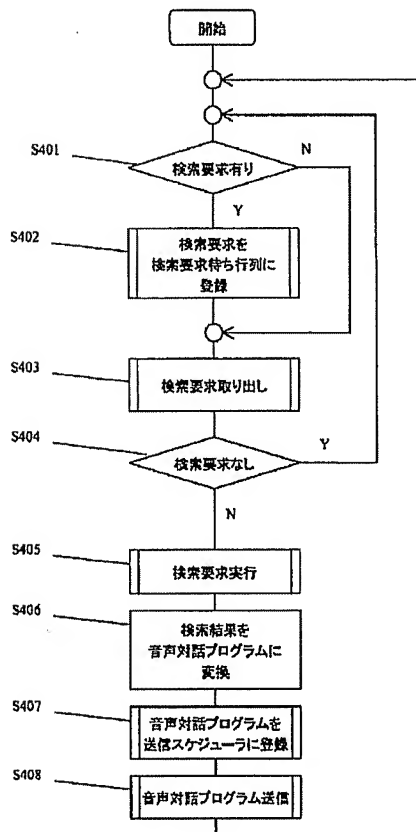 開始
S401
検索要求有り
N
Y
S402
検索要求を
検索要求待ち行列に
登録
S403
検索要求取り出し
S404
検索要求なし
Y
N
S405
検索要求実行
S406
検索結果を
音声対話プログラムに
変換
S407
音声対話プログラムを
送信スケジューラに登録
S408
音声対話プログラム送信